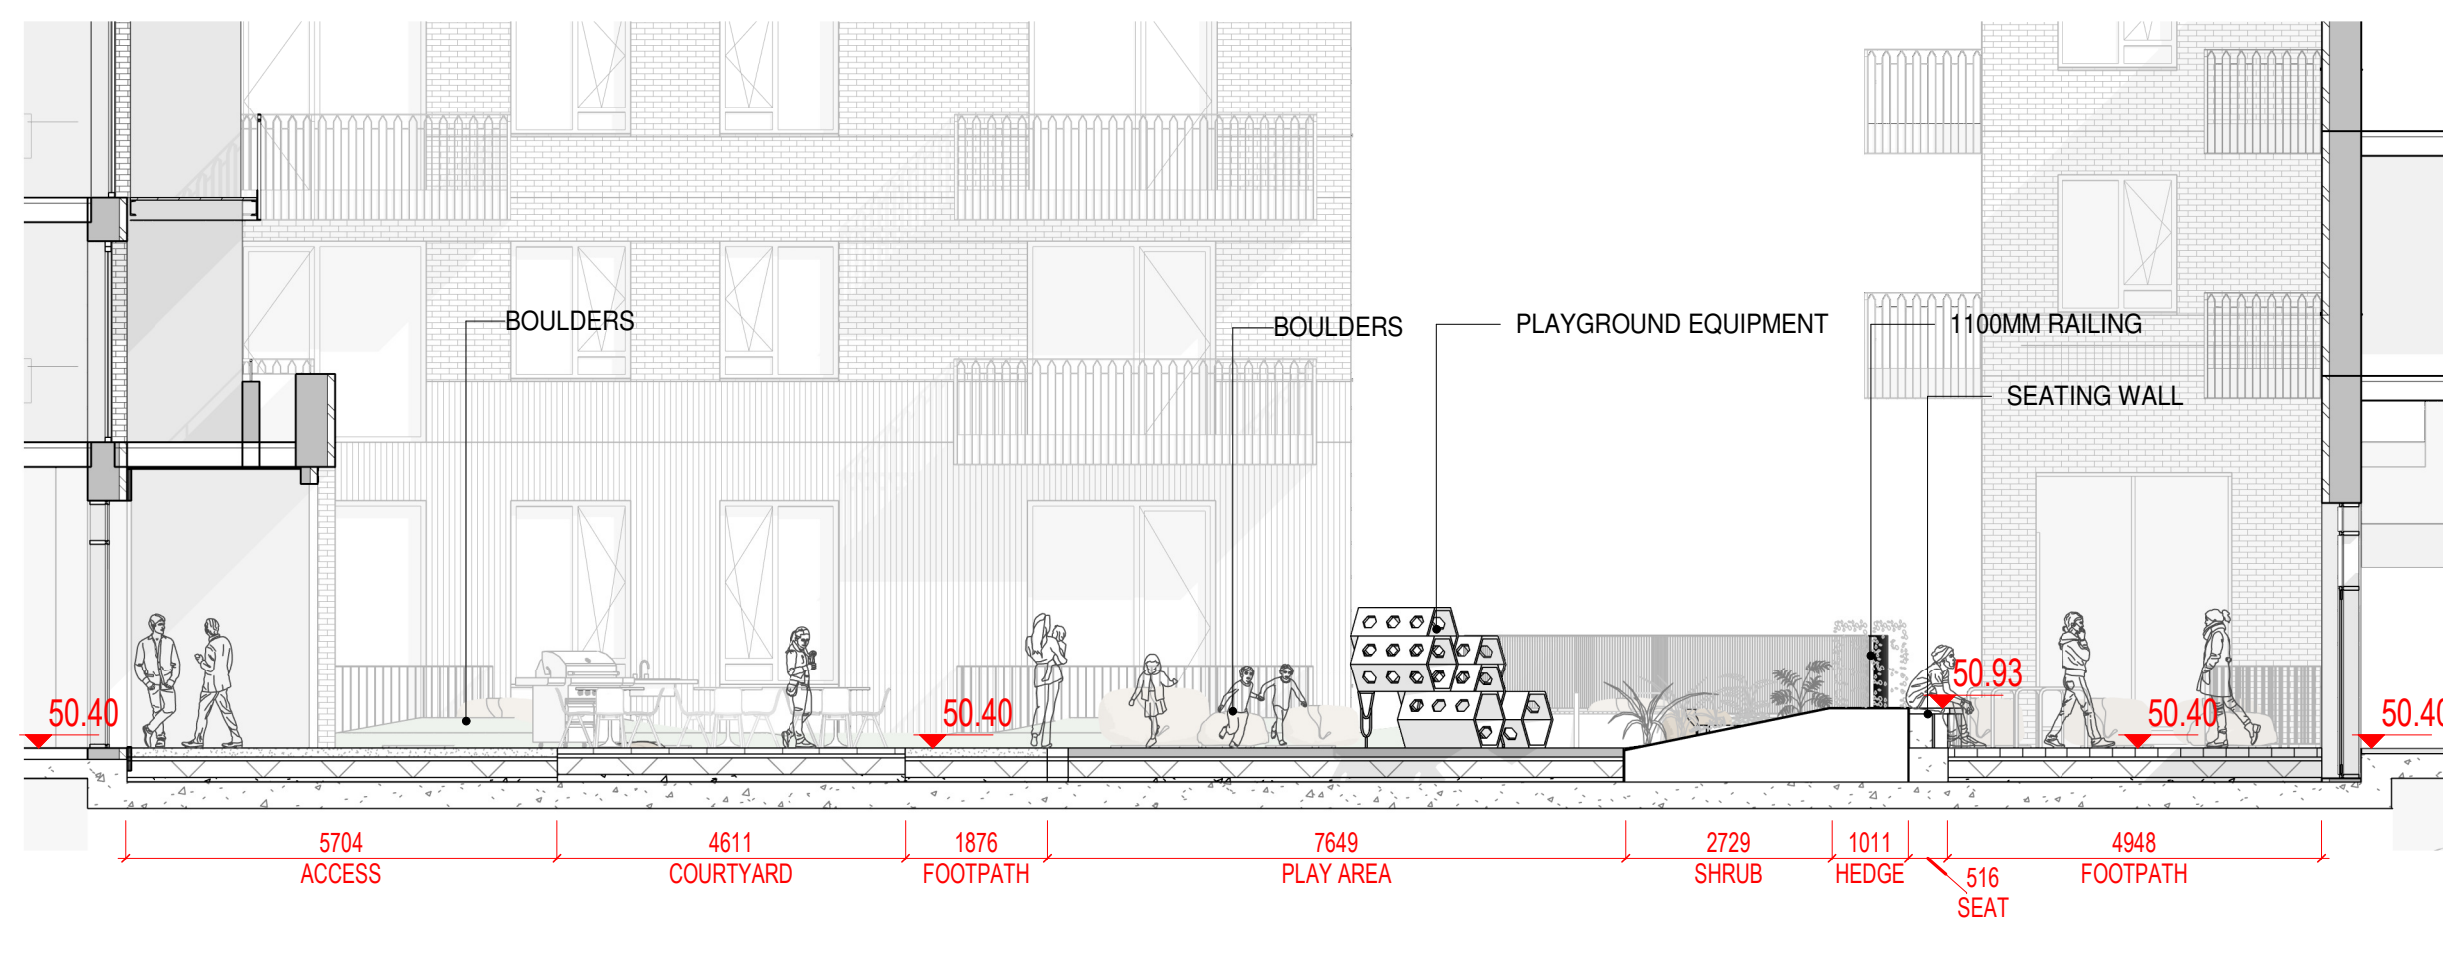 BOULDERS
BOULDERS
PLAYGROUND EQUIPMENT
1100MM RAILING
SEATING WALL
50.93
50.40
50.40
50.40
50.40
5704
4611
1876
7649
2729
1011
4948
ACCESS
COURTYARD
FOOTPATH
PLAY AREA
SHRUB
HEDGE
516
FOOTPATH
SEAT